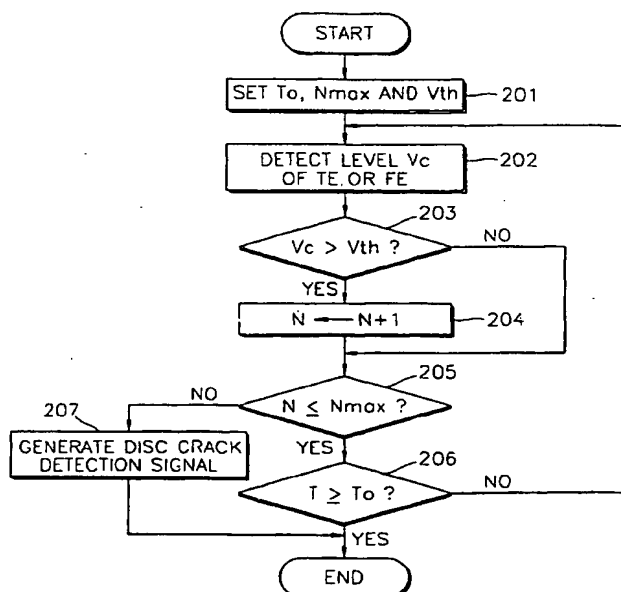 START
SET To, Nmax AND Vth
201
DETECT LEVEL Vc
OF TE. OR FE
202
203
Vc > Vth ?
NO
YES
N ← N+1
204
205
NO
N ≤ Nmax ?
207
GENERATE DISC CRACK
DETECTION SIGNAL
YES
206
T ≥ To ?
NO
YES
END